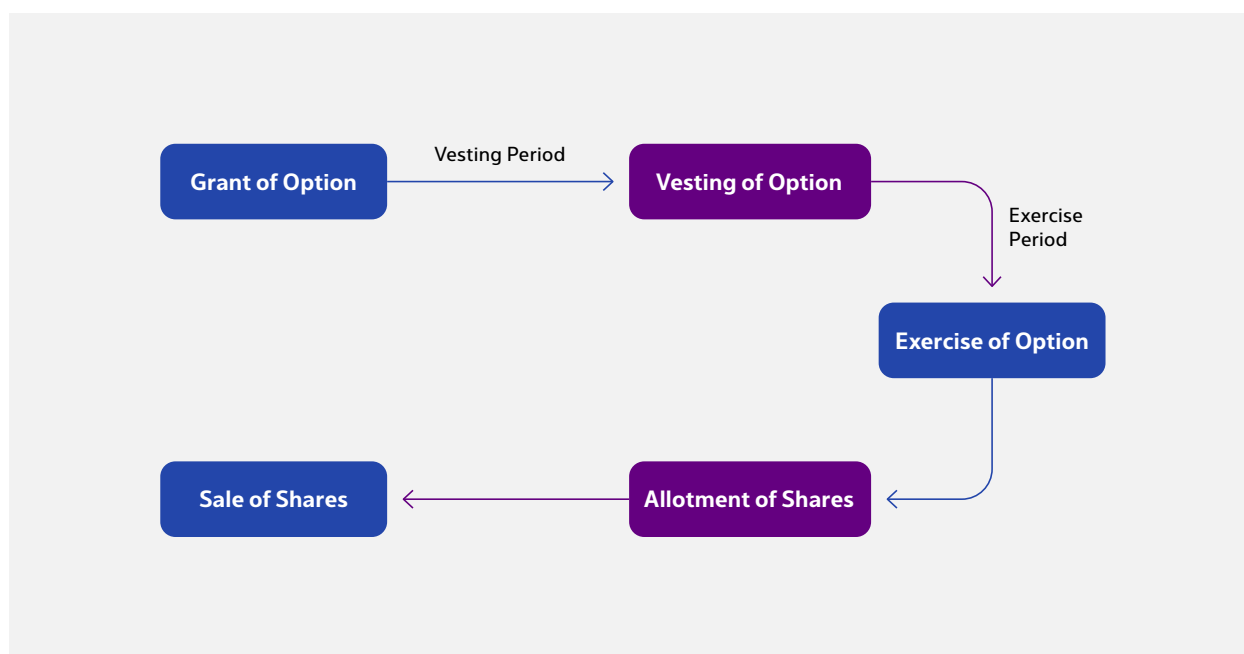 Grant of Option
Vesting Period
Vesting of Option
Exercise
Period
Exercise of Option
Allotment of Shares
Sale of Shares